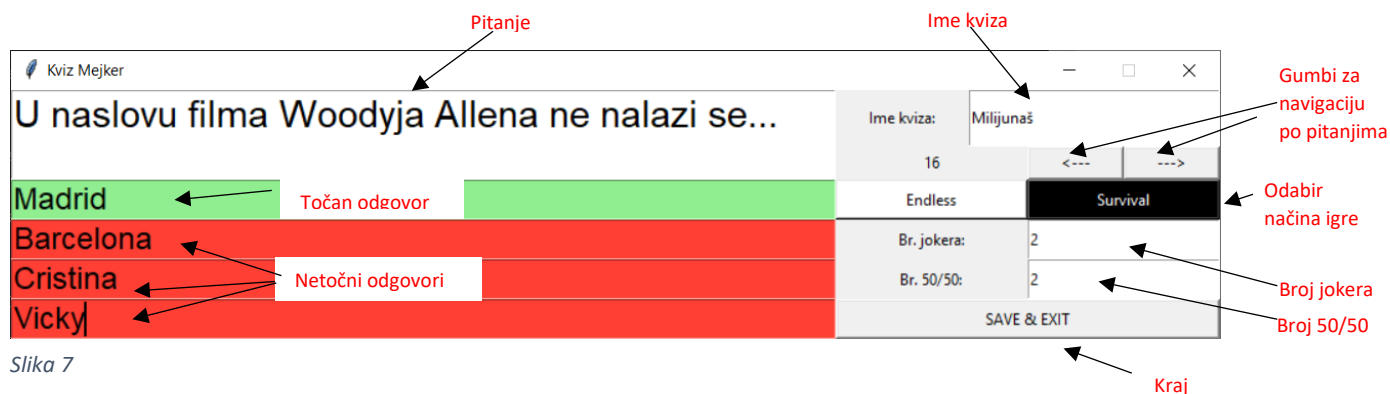 Pitanje
Ime kviza
Kviz Mejker
Gumbi za
navigaciju
po pitanjima
U naslovu filma Woodyja Allena ne nalazi se...
Ime kviza:
Milijunaš
16
<---
--->
Madrid
Točan odgovor
Endless
Survival
Odabir
načina igre
Barcelona
Br. jokera:
2
Cristina
Netočni odgovori
Br. 50/50:
2
Broj jokera
Vicky
SAVE & EXIT
Broj 50/50
Slika 7
Kraj